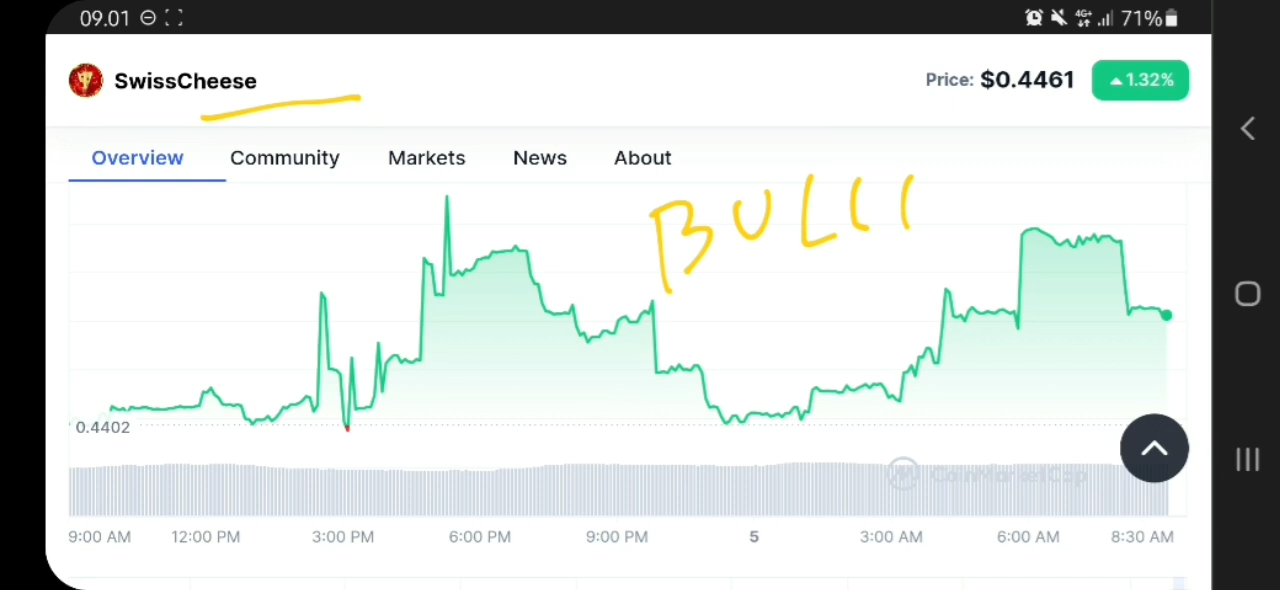 09.01 4G+ 71%
SwissCheese Price: $0.4461 1.32%
Overview Community Markets News About
BULL
0.4402
CoinMarketCap
9:00 AM 12:00 PM 3:00 PM 6:00 PM 9:00 PM 5 3:00 AM 6:00 AM 8:30 AM